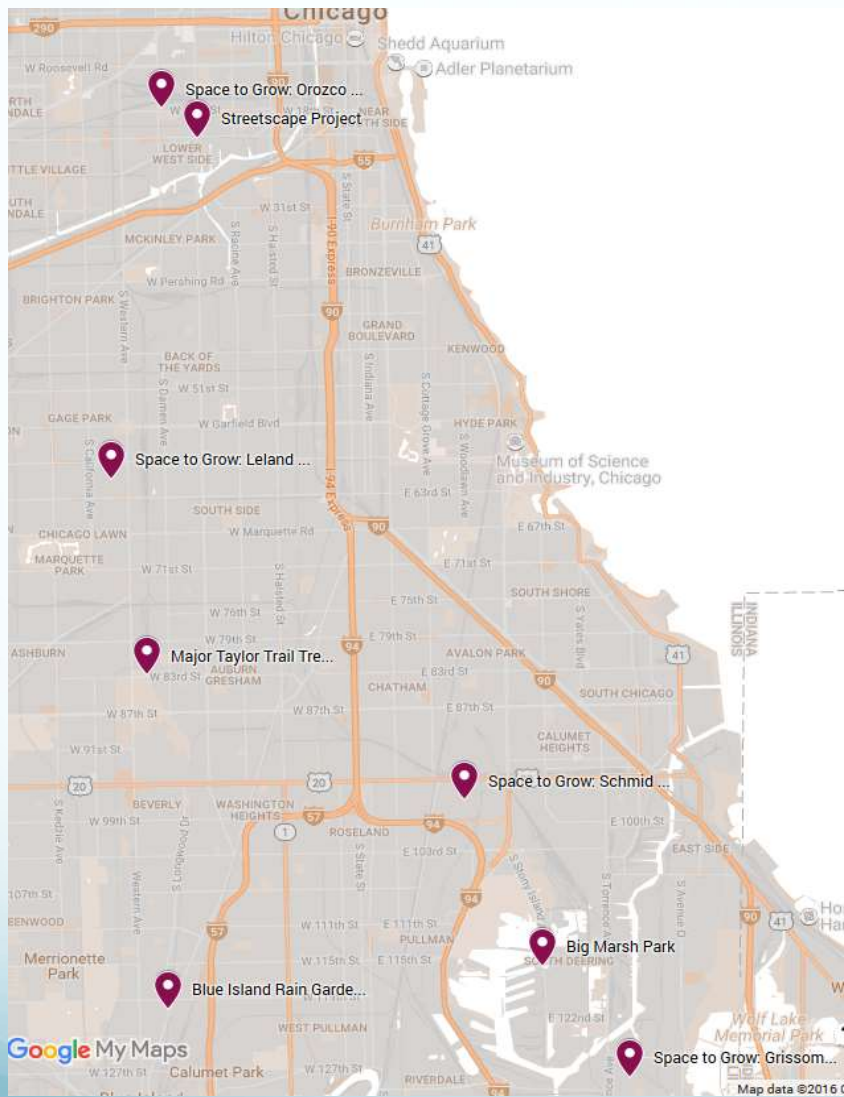 Chicago
290
Hilton Chicago
Shedd Aquarium
Adler Planetarium
W Roosevelt Rd
90
Space to Grow: Orozco ...
W 18th St
NEAR
Streetscape Project
LOWER
WEST SIDE
55
S State St
W 31st St
S Racine Ave
S Halsted St
I-90 Express
Burnham Park
41
MCKINLEY PARK
BRONZEVILLE
W Pershing Rd
BRIGHTON PARK
S Western Ave
90
GRAND
BOULEVARD
KENWOOD
BACK OF
THE YARDS
S Damen Ave
W 51st St
S Indiana Ave
S Cottage Grove Ave
GAGE PARK
W Garfield Blvd
HYDE PARK
S Woodlawn Ave
S California Ave
Space to Grow: Leland ...
Museum of Science
and Industry, Chicago
I-94 Express
E 63rd St
SOUTH SIDE
90
CHICAGO LAWN
W Marquette Rd
E 67th St
MARQUETTE
PARK
W 71st St
S Halsted St
E 71st St
SOUTH SHORE
E 75th St
W 76th St
S Yates Blvd
INDIANA
ILLINOIS
W 79th St
E 79th St
94
ASHBURN
Major Taylor Trail Tre...
AVALON PARK
41
W 83rd St
AUBURN
GRESHAM
E 83rd St
CHATHAM
90
SOUTH CHICAGO
W 87th St
W 87th St
E 87th St
CALUMET
HEIGHTS
W 91st St
20
20
Space to Grow: Schmid ...
S Kedzie Ave
BEVERLY
S Longwood Dr
WASHINGTON
HEIGHTS
W 99th St
57
94
E 100th St
1
ROSELAND
EAST SIDE
E 103rd St
S State St
S Stony Island
S Torrence A
S Avenue O
107th St
94
Western Ave
W 111th St
E 111th St
90
41
57
PULLMAN
Big Marsh Park
Merrionette
Park
W 115th St
E 115th St
SOUTH DEERING
Blue Island Rain Garde...
E 122nd St
WEST PULLMAN
Wolf Lake
Memorial Park
Google My Maps
Space to Grow: Grissom...
W 127th St
Calumet Park
W 127th St
RIVERDALE
94
Map data ©2016